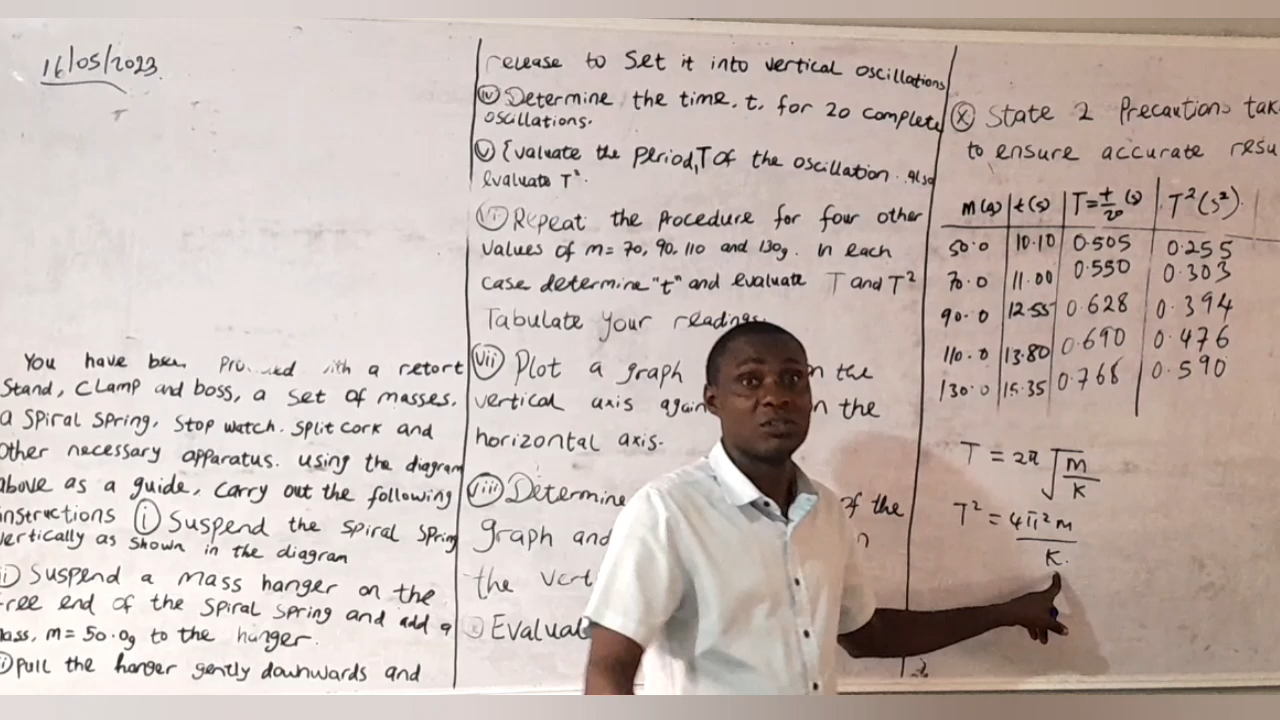 16/05/2023
You have been with a retort
Stand, Clamp and boss, a set of masses,
a spiral spring, stop watch, split cork and
Other necessary apparatus. using the diagram
above as a guide, carry out the following
instructions (i) Suspend the spiral spring
vertically as shown in the diagram
Suspend a mass hanger on the
end of the spiral spring and add a
mass, m= 50.0g to the hanger.
pull the hanger gently downwards and
release to set it into vertical oscillations
(iv) Determine the time, t, for 20 complete
oscillations.
(v) Evaluate the period, T of the oscillation. Also
evaluate T².
(vi) Repeat the procedure for four other
values of m= 70, 90, 110 and 130g. In each
case determine "t" and evaluate T and T²
Tabulate your readings
(vii) Plot a graph the
vertical axis the
horizontal axis.
(viii) Determine of the
graph and
the
(x) State 2 Precautions
to ensure accurate
m(g) t(s) T=t/20 (s) T²(s²)
50.0 10.10 0.505 0.255
70.0 11.00 0.550 0.303
90.0 12.55 0.628 0.394
110.0 13.80 0.690 0.476
130.0 15.35 0.768 0.590
T = 2π√m/K
T² = 4π²m
K.